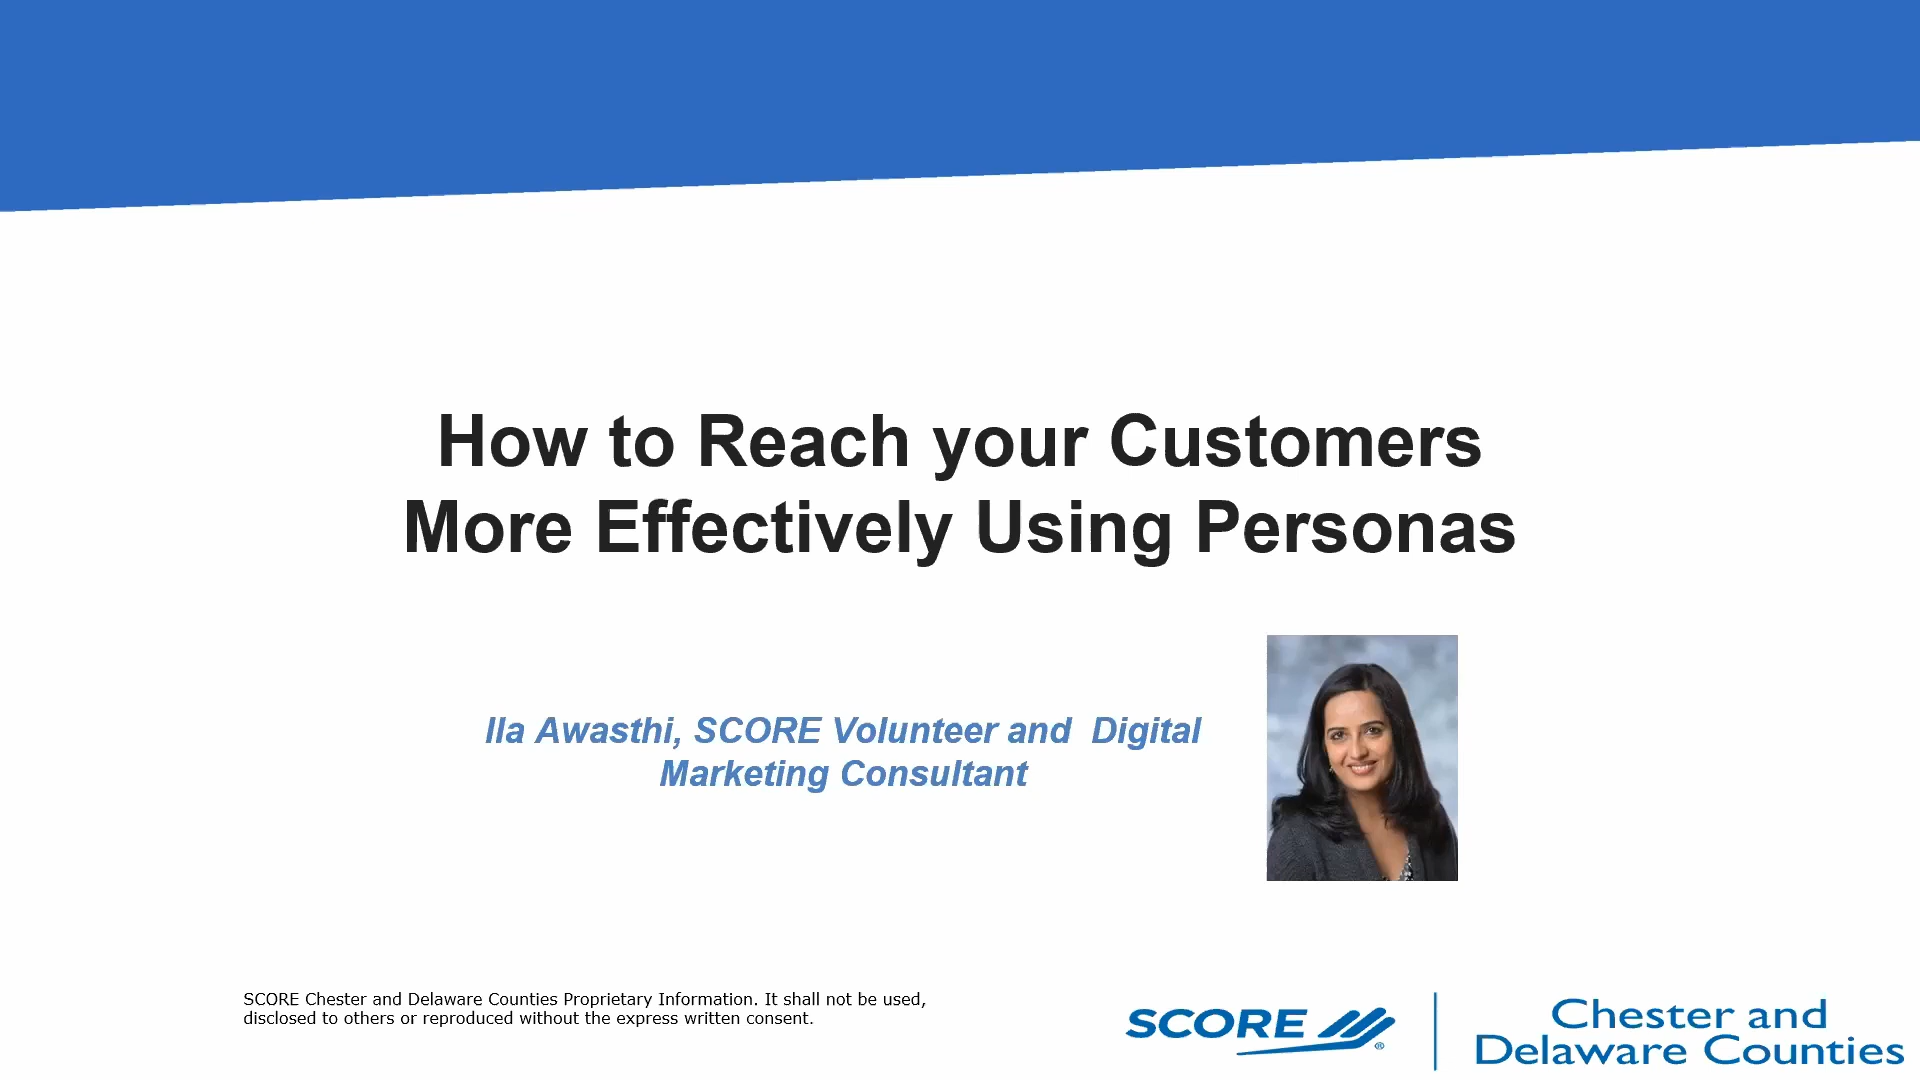 How to Reach your Customers
More Effectively Using Personas
Ila Awasthi, SCORE Volunteer and  Digital
Marketing Consultant
SCORE Chester and Delaware Counties Proprietary Information. It shall not be used,
disclosed to others or reproduced without the express written consent.
SCORE ®
Chester and
Delaware Counties